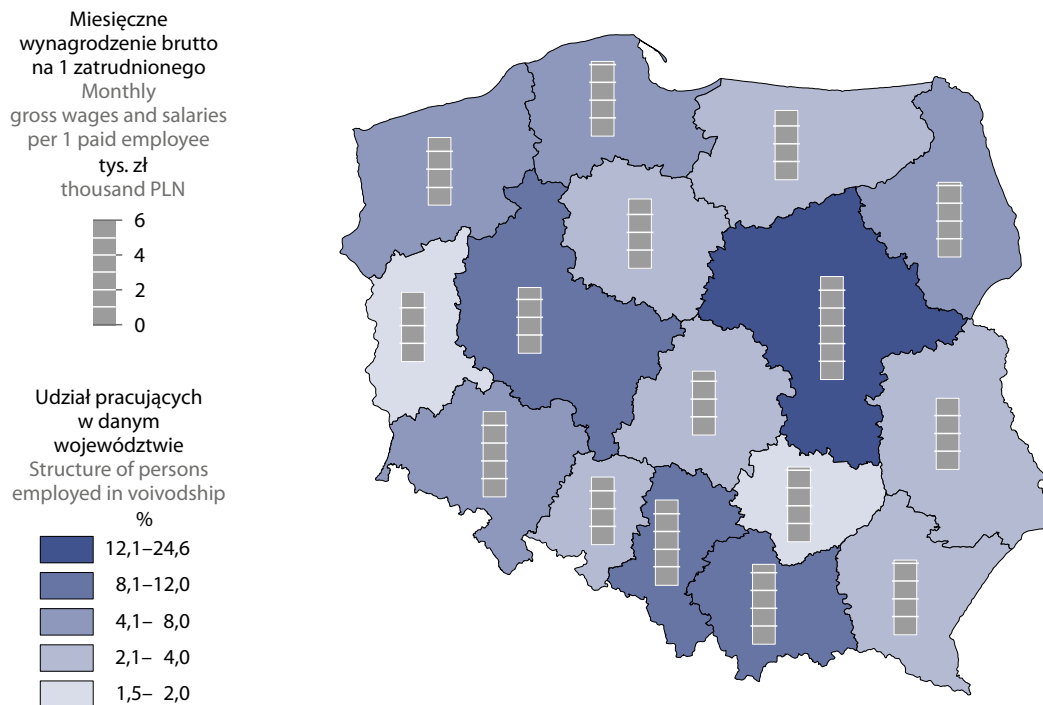 Miesięczne
wynagrodzenie brutto
na 1 zatrudnionego
Monthly
gross wages and salaries
per 1 paid employee
tys. zł
thousand PLN
6
4
2
0
Udział pracujących
w danym
województwie
Structure of persons
employed in voivodship
%
12,1–24,6
8,1–12,0
4,1– 8,0
2,1– 4,0
1,5– 2,0